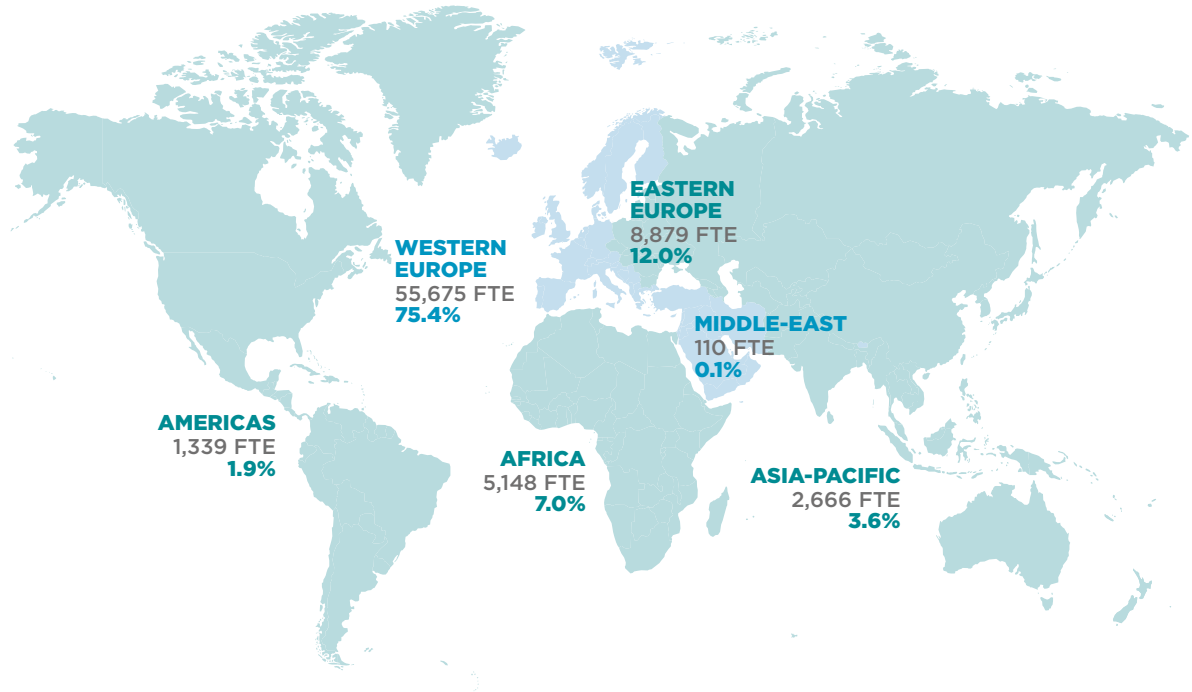 EASTERN
EUROPE
8,879 FTE
12.0%
WESTERN
EUROPE
55,675 FTE
75.4%
MIDDLE-EAST
110 FTE
0.1%
AMERICAS
1,339 FTE
1.9%
AFRICA
5,148 FTE
7.0%
ASIA-PACIFIC
2,666 FTE
3.6%